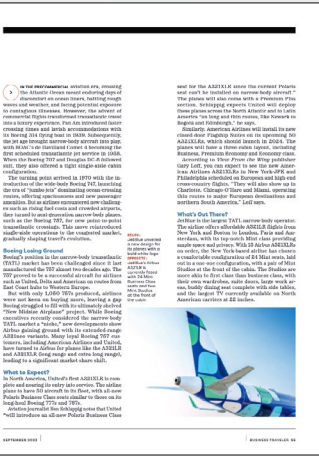 IN THE POSTCOMMERCIAL aviation era, crossing
the Atlantic Ocean meant enduring days of
discomfort on ocean liners, battling rough
waves and weather, and facing potential exposure
to contagious illnesses. However, the advent of
commercial flights transformed transatlantic travel
into a luxury experience. Pan Am introduced faster
crossing times and lavish accommodations with
its Boeing 314 flying boat in 1939. Subsequently,
the jet age brought narrow-body aircraft into play,
with BOAC's de Havilland Comet 4 becoming the
first scheduled transatlantic jet service in 1958.
When the Boeing 707 and Douglas DC-8 followed
suit, they also offered a tight single-aisle cabin
configuration.
The turning point arrived in 1970 with the in-
troduction of the wide-body Boeing 747, launching
the era of "jumbo jets" dominating ocean crossing
routes, offering spaciousness and new passenger
amenities. But as airlines encountered new challeng-
es such as rising fuel costs and crowded airports,
they turned to next-generation narrow-body planes,
such as the Boeing 757, for new point-to-point
transatlantic crossings. This move reintroduced
single-aisle operations to the congested market,
gradually shaping travel's evolution.
Boeing Losing Ground
Boeing's position in the narrow-body transatlantic
(TATL) market has been challenged since it last
manufactured the 757 almost two decades ago. The
757 proved to be a successful aircraft for airlines
such as United, Delta and American on routes from
East Coast hubs to Western Europe.
But with only 1,050 757s produced, airlines
were not keen on buying more, leaving a gap
Boeing struggled to fill with its ultimately shelved
"New Midsize Airplane" project. While Boeing
executives recently considered the narrow-body
TATL market a "niche," new developments show
Airbus gaining ground with its extended-range
A321neo variants. Many loyal Boeing 757 cus-
tomers, including American Airlines and United,
have turned to Airbus for planes like the A321LR
and A321XLR (long range and extra long range),
leading to a significant market share shift.
What to Expect?
In North America, United's first A321XLR is com-
plete and nearing its entry into service. The airline
plans to have 50 aircraft in its fleet, with all-new
Polaris Business Class seats similar to those on its
long-haul Boeing 777s and 787s.
Aviation journalist Ben Schlappig noted that United
"will introduce an all-new Polaris Business Class
seat for the A321XLR since the current Polaris
seat can't be installed on narrow-body aircraft."
The planes will also come with a Premium Plus
section. Schlappig expects United will deploy
these planes across the North Atlantic and to Latin
America "on long and thin routes, like Newark to
Bogota and Edinburgh," he says.
Similarly, American Airlines will install its new
closed-door Flagship Suites on its upcoming 50
A321XLRs, which should launch in 2024. The
planes will have a three-cabin layout, including
Business, Premium Economy and Economy class.
According to View From the Wing publisher
Gary Leff, you can expect to see the new Amer-
ican Airlines A321XLRs in New York-JFK and
Philadelphia scheduled on European and high-end
cross-country flights. "They will also show up in
Charlotte, Chicago-O'Hare and Miami, operating
thin routes to major European destinations and
northern South America," Leff says.
What's Out There?
JetBlue is the largest TATL narrow-body operator.
The airline offers affordable A321LR flights from
New York and Boston to London, Paris and Am-
sterdam, with its top-notch Mint class providing
ample space and privacy. With 13 Airbus A321XLRs
on order, the New York-based airline has chosen
a comfortable configuration of 24 Mint seats, laid
out in a one-one configuration, with a pair of Mint
Studios at the front of the cabin. The Studios are
more akin to first class than business class, with
their own wardrobes, suite doors, large work ar-
eas, buddy dining seat complete with side tables,
and the largest TV currently available on North
American carriers at 22 inches.
BELOW:
JetBlue unveiled
a new design for
its planes with a
bold white logo
OPPOSITE:
JetBlue's Airbus
A321LR is
currently fitted
with 24 Mint
Business Class
seats and two
Mint Studios
at the front of
the cabin
SEPTEMBER 2023
BUSINESS TRAVELER